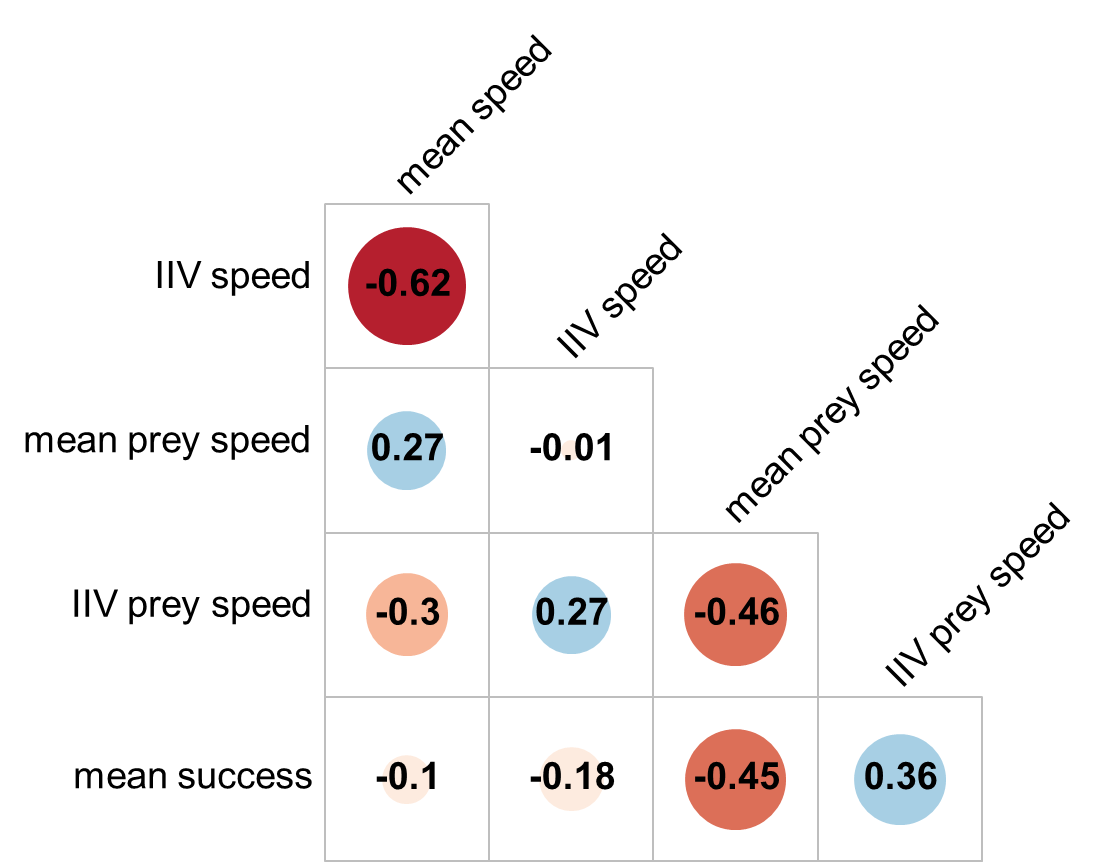 mean speed
IIV speed
-0.62
IIV speed
mean prey speed
0.27
-0.01
mean prey speed
IIV prey speed
-0.3
0.27
-0.46
IIV prey speed
mean success
-0.1
-0.18
-0.45
0.36